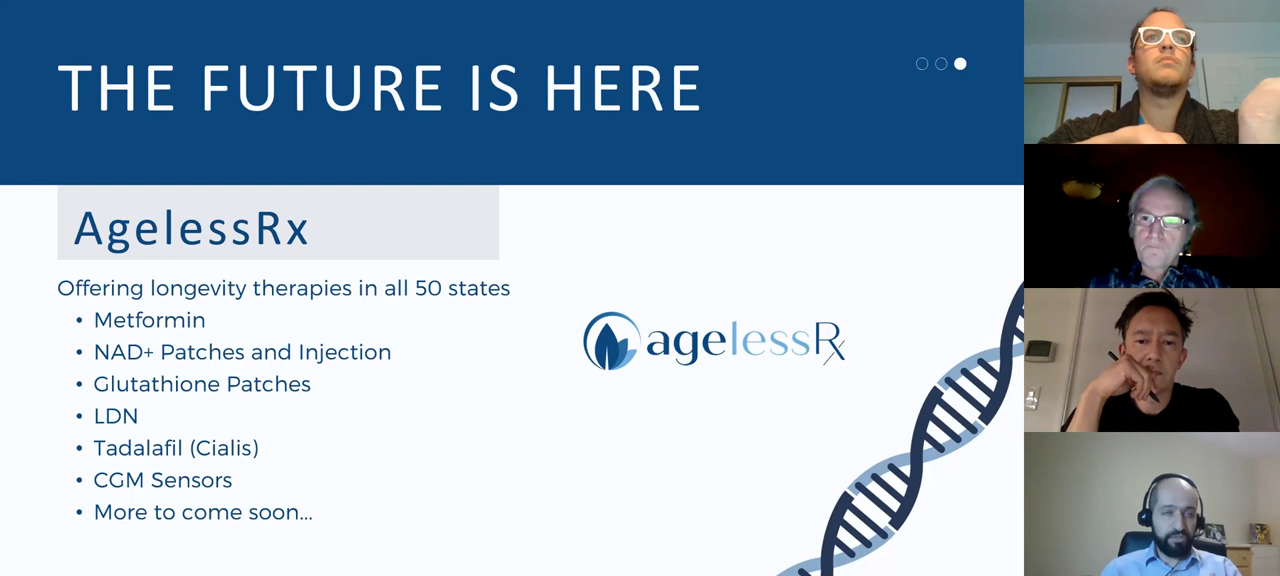 THE FUTURE IS HERE
AgelessRx
Offering longevity therapies in all 50 states
• Metformin
• NAD+ Patches and Injection
• Glutathione Patches
• LDN
• Tadalafil (Cialis)
• CGM Sensors
• More to come soon...
agelessRx